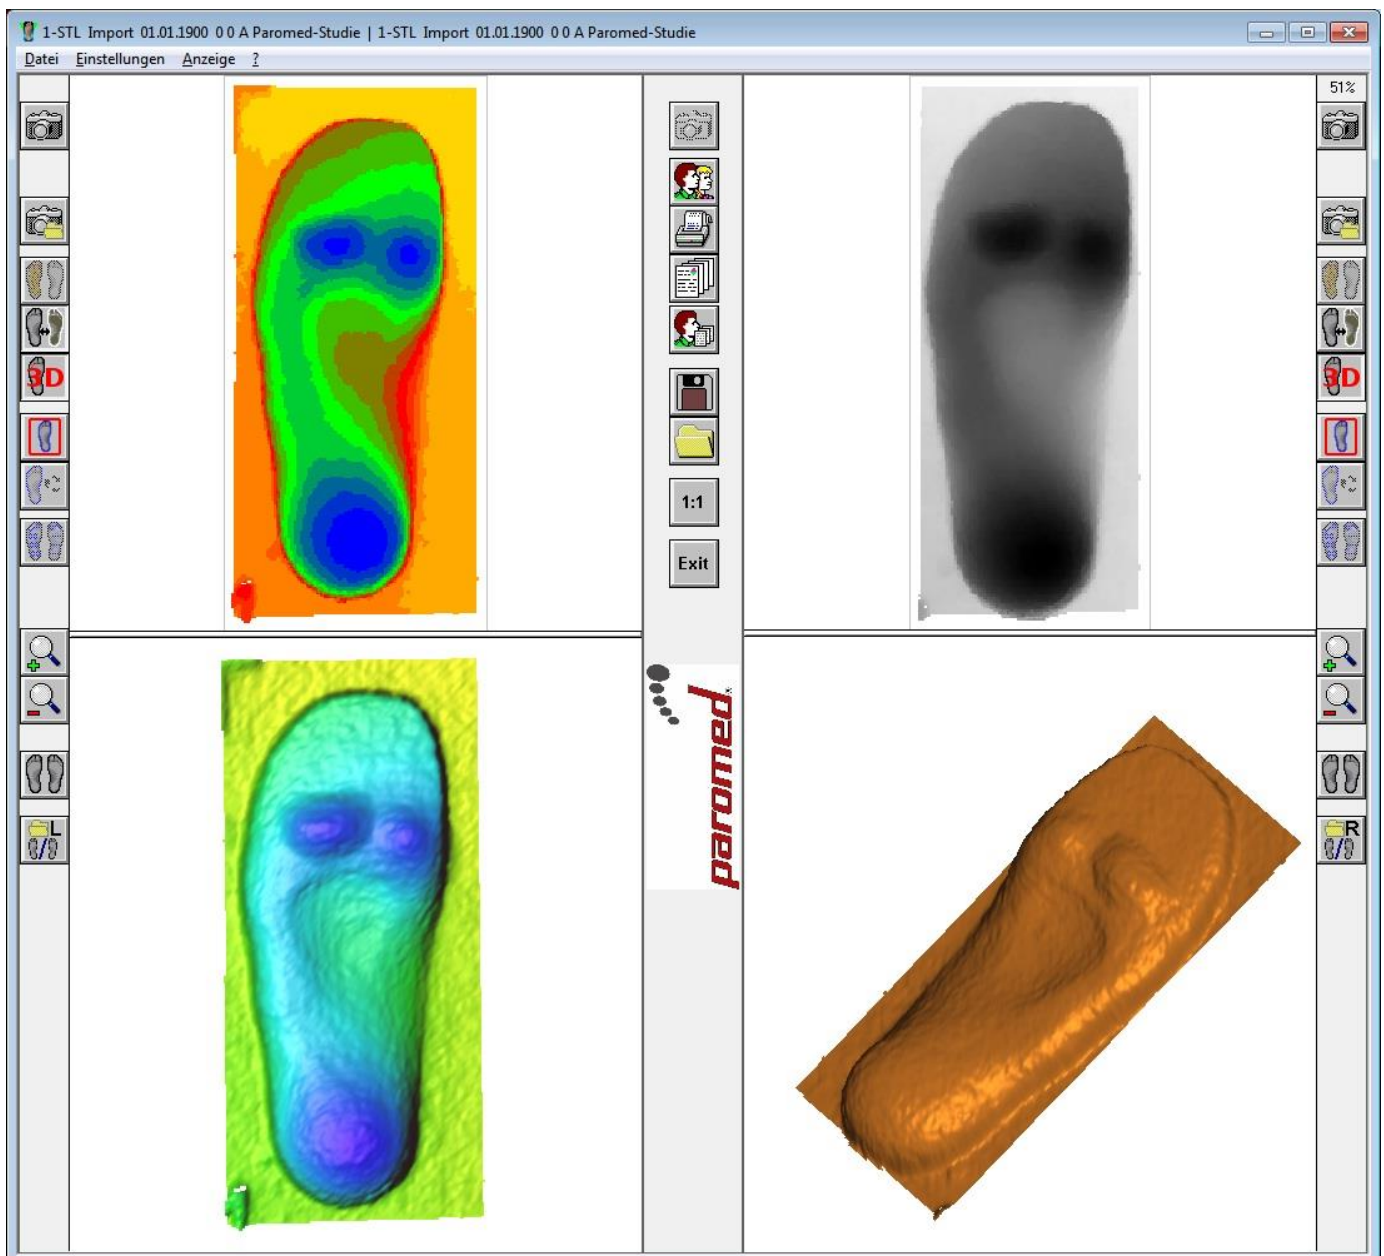 1-STL Import 01.01.1900 0 0 A Paromed-Studie | 1-STL Import 01.01.1900 0 0 A Paromed-Studie
Datei Einstellungen Anzeige ?
51%
3D
3D
1:1
Exit
paromed
L
R